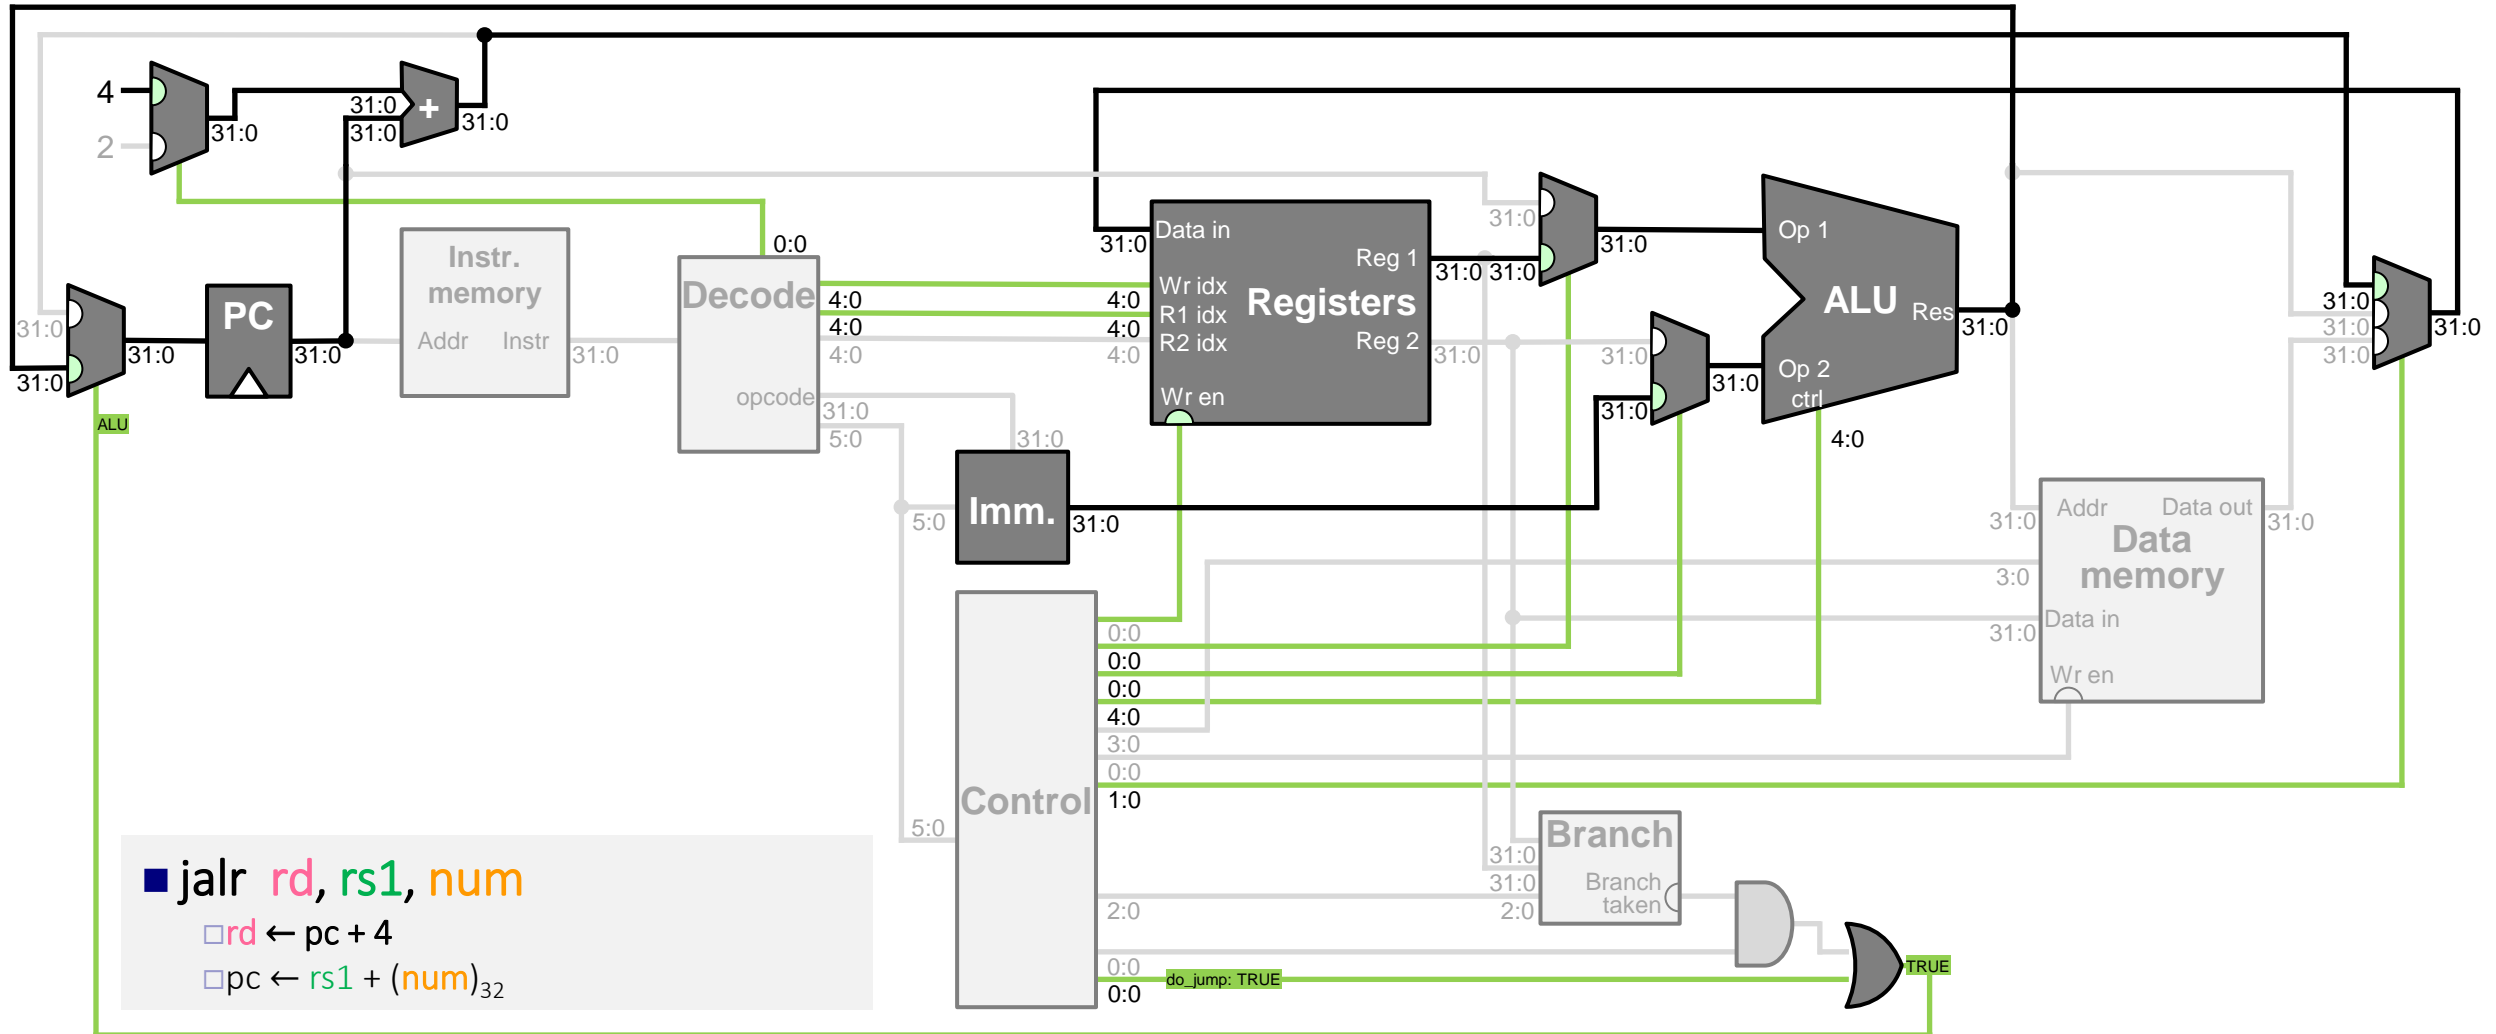 4
31:0
31:0
+
31:0
31:0
2
0:0
31:0
31:0
31:0
PC
31:0
31:0
ALU
Instr.
memory
Addr
Instr
31:0
Decode
opcode
4:0
4:0
4:0
31:0
5:0
31:0
5:0
Imm.
31:0
31:0
Data in
Reg 1
31:0
Wr idx
4:0
R1 idx
4:0
Registers
R2 idx
4:0
Reg 2
31:0
Wr en
31:0
31:0
31:0
31:0
31:0
31:0
Op 1
ALU
Res
31:0
Op 2
ctrl
4:0
31:0
31:0
31:0
31:0
31:0
Addr
Data out
31:0
Data
memory
3:0
Data in
31:0
Wr en
Control
5:0
0:0
0:0
0:0
4:0
3:0
0:0
1:0
2:0
0:0
0:0
do_jump: TRUE
Branch
31:0
31:0
Branch
taken
2:0
TRUE
jalr rd, rs1, num
rd ← pc + 4
pc ← rs1 + (num)32